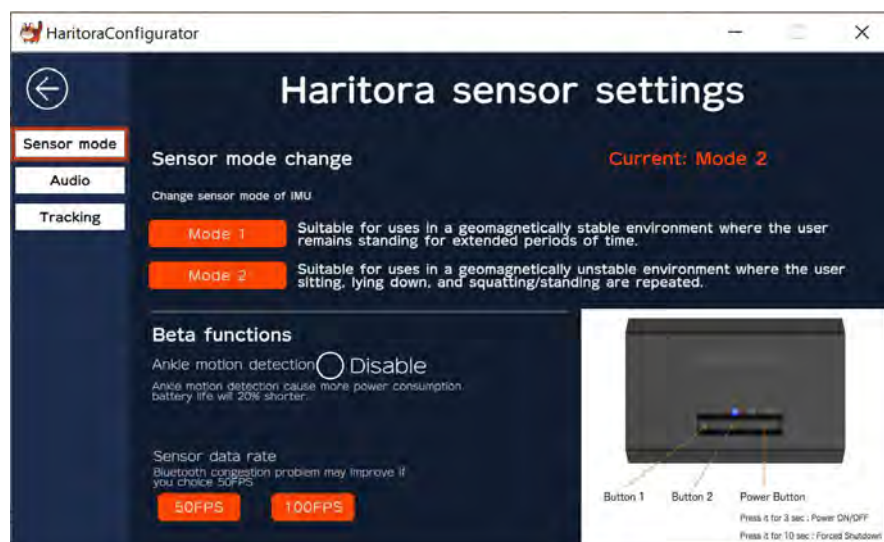 HaritoraConfigurator
Haritora sensor settings
Sensor mode
Audio
Tracking
Sensor mode change
Current: Mode 2
Change sensor mode of IMU
Mode 1
Suitable for uses in a geomagnetically stable environment where the user
remains standing for extended periods of time.
Mode 2
Suitable for uses in a geomagnetically unstable environment where the user
sitting, lying down, and squatting/standing are repeated.
Beta functions
Ankle motion detection
Disable
Ankle motion detection cause more power consumption.
battery life will 20% shorter.
Sensor data rate
Bluetooth congestion problem may improve if
you choice 50FPS
50FPS
100FPS
Button 1
Button 2
Power Button
Press it for 3 sec : Power ON/OFF
Press it for 10 sec : Forced Shutdown